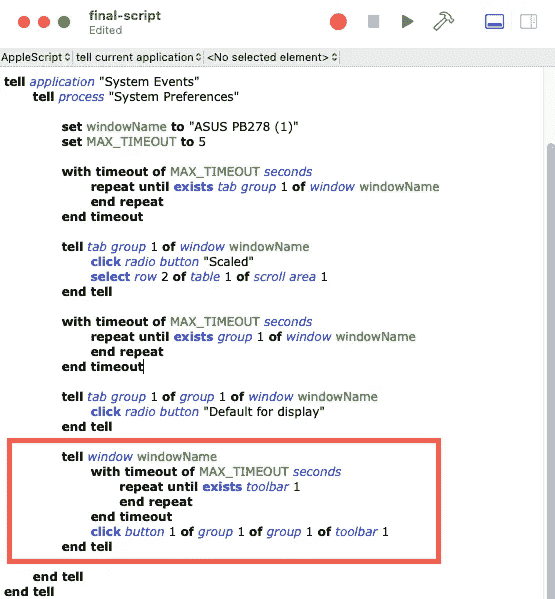 final-script
Edited
AppleScript tell current application <No selected element>
tell application "System Events"
tell process "System Preferences"
set windowName to "ASUS PB278 (1)"
set MAX_TIMEOUT to 5
with timeout of MAX_TIMEOUT seconds
repeat until exists tab group 1 of window windowName
end repeat
end timeout
tell tab group 1 of window windowName
click radio button "Scaled"
select row 2 of table 1 of scroll area 1
end tell
with timeout of MAX_TIMEOUT seconds
repeat until exists group 1 of window windowName
end repeat
end timeout
tell tab group 1 of group 1 of window windowName
click radio button "Default for display"
end tell
tell window windowName
with timeout of MAX_TIMEOUT seconds
repeat until exists toolbar 1
end repeat
end timeout
click button 1 of group 1 of group 1 of toolbar 1
end tell
end tell
end tell